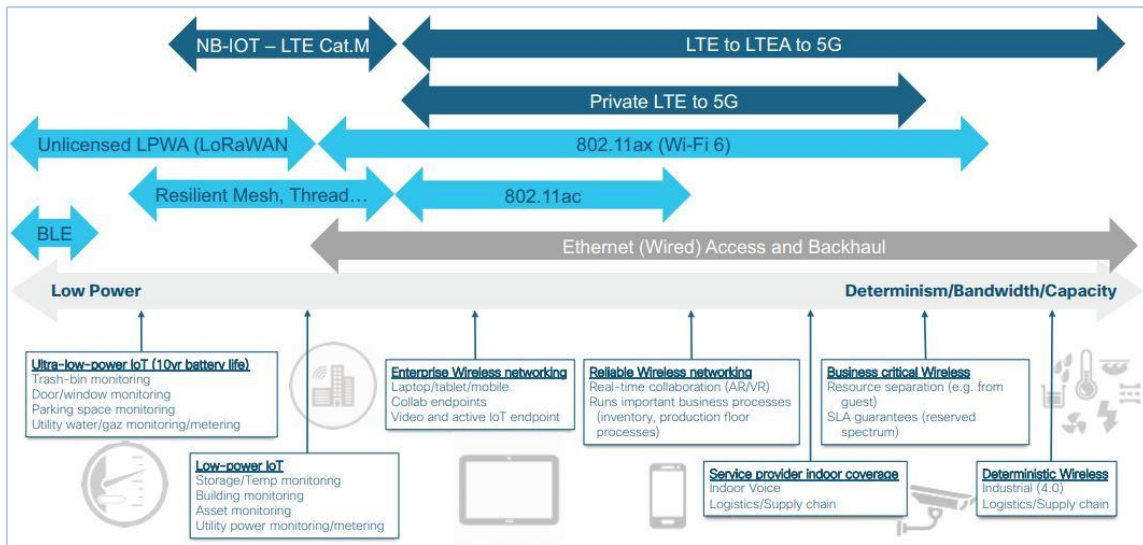 NB-IOT – LTE Cat.M
LTE to LTEA to 5G
Private LTE to 5G
Unlicensed LPWA (LoRaWAN
802.11ax (Wi-Fi 6)
Resilient Mesh, Thread…
802.11ac
BLE
Ethernet (Wired) Access and Backhaul
Low Power
Determinism/Bandwidth/Capacity
Ultra-low-power IoT (10yr battery life)
Trash-bin monitoring
Door/window monitoring
Parking space monitoring
Utility water/gaz monitoring/metering
Low-power IoT
Storage/Temp monitoring
Building monitoring
Asset monitoring
Utility power monitoring/metering
Enterprise Wireless networking
Laptop/tablet/mobile
Collab endpoints
Video and active IoT endpoint
Reliable Wireless networking
Real-time collaboration (AR/VR)
Runs important business processes
(inventory, production floor
processes)
Service provider indoor coverage
Indoor Voice
Logistics/Supply chain
Business critical Wireless
Resource separation (e.g. from
guest)
SLA guarantees (reserved
spectrum)
Deterministic Wireless
Industrial (4.0)
Logistics/Supply chain